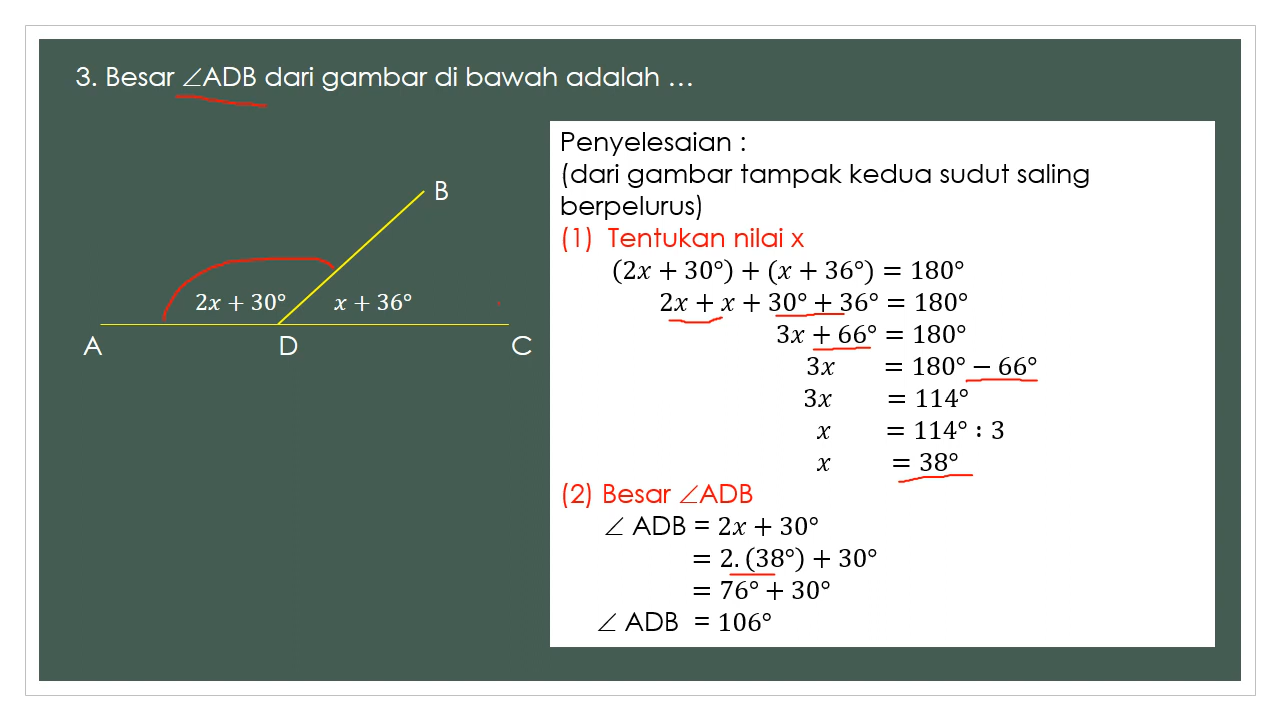 3. Besar ∠ADB dari gambar di bawah adalah …
B
2x + 30° x + 36°
A D C
Penyelesaian :
(dari gambar tampak kedua sudut saling
berpelurus)
(1) Tentukan nilai x
(2x + 30°) + (x + 36°) = 180°
2x + x + 30° + 36° = 180°
3x + 66° = 180°
3x = 180° − 66°
3x = 114°
x = 114° : 3
x = 38°
(2) Besar ∠ADB
∠ ADB = 2x + 30°
= 2. (38°) + 30°
= 76° + 30°
∠ ADB = 106°